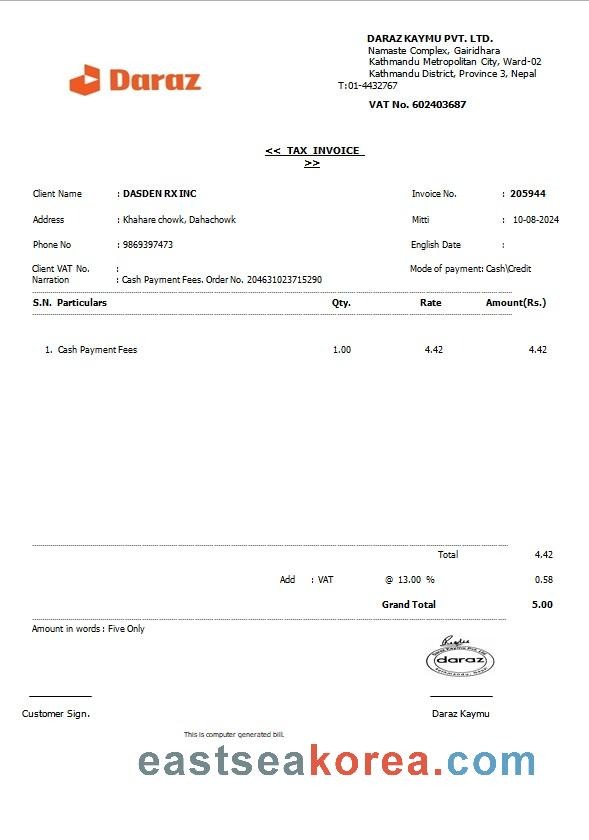 DARAZ KAYMU PVT. LTD.
Namaste Complex, Gairidhara
Kathmandu Metropolitan City, Ward-02
Kathmandu District, Province 3, Nepal
T:01-4432767
VAT No. 602403687
Daraz
<< TAX INVOICE
>>
Client Name : DASDEN RX INC Invoice No. : 205944
Address : Khahare chowk, Dahachowk Mitti : 10-08-2024
Phone No : 9869397473 English Date :
Client VAT No. : Mode of payment: Cash\Credit
Narration : Cash Payment Fees. Order No. 204631023715290
S.N. Particulars Qty. Rate Amount(Rs.)
1. Cash Payment Fees 1.00 4.42 4.42
Total 4.42
Add : VAT @ 13.00 % 0.58
Grand Total 5.00
Amount in words : Five Only
Daraz Kaymu Pvt. Ltd.
daraz
Customer Sign. Daraz Kaymu
This is computer generated bill.
eastseakorea.com